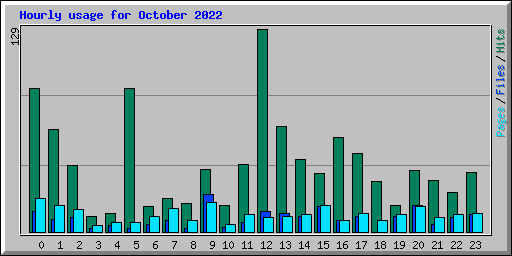 Hourly usage for October 2022
129
Pages/Files/Hits
0 1 2 3 4 5 6 7 8 9 10 11 12 13 14 15 16 17 18 19 20 21 22 23